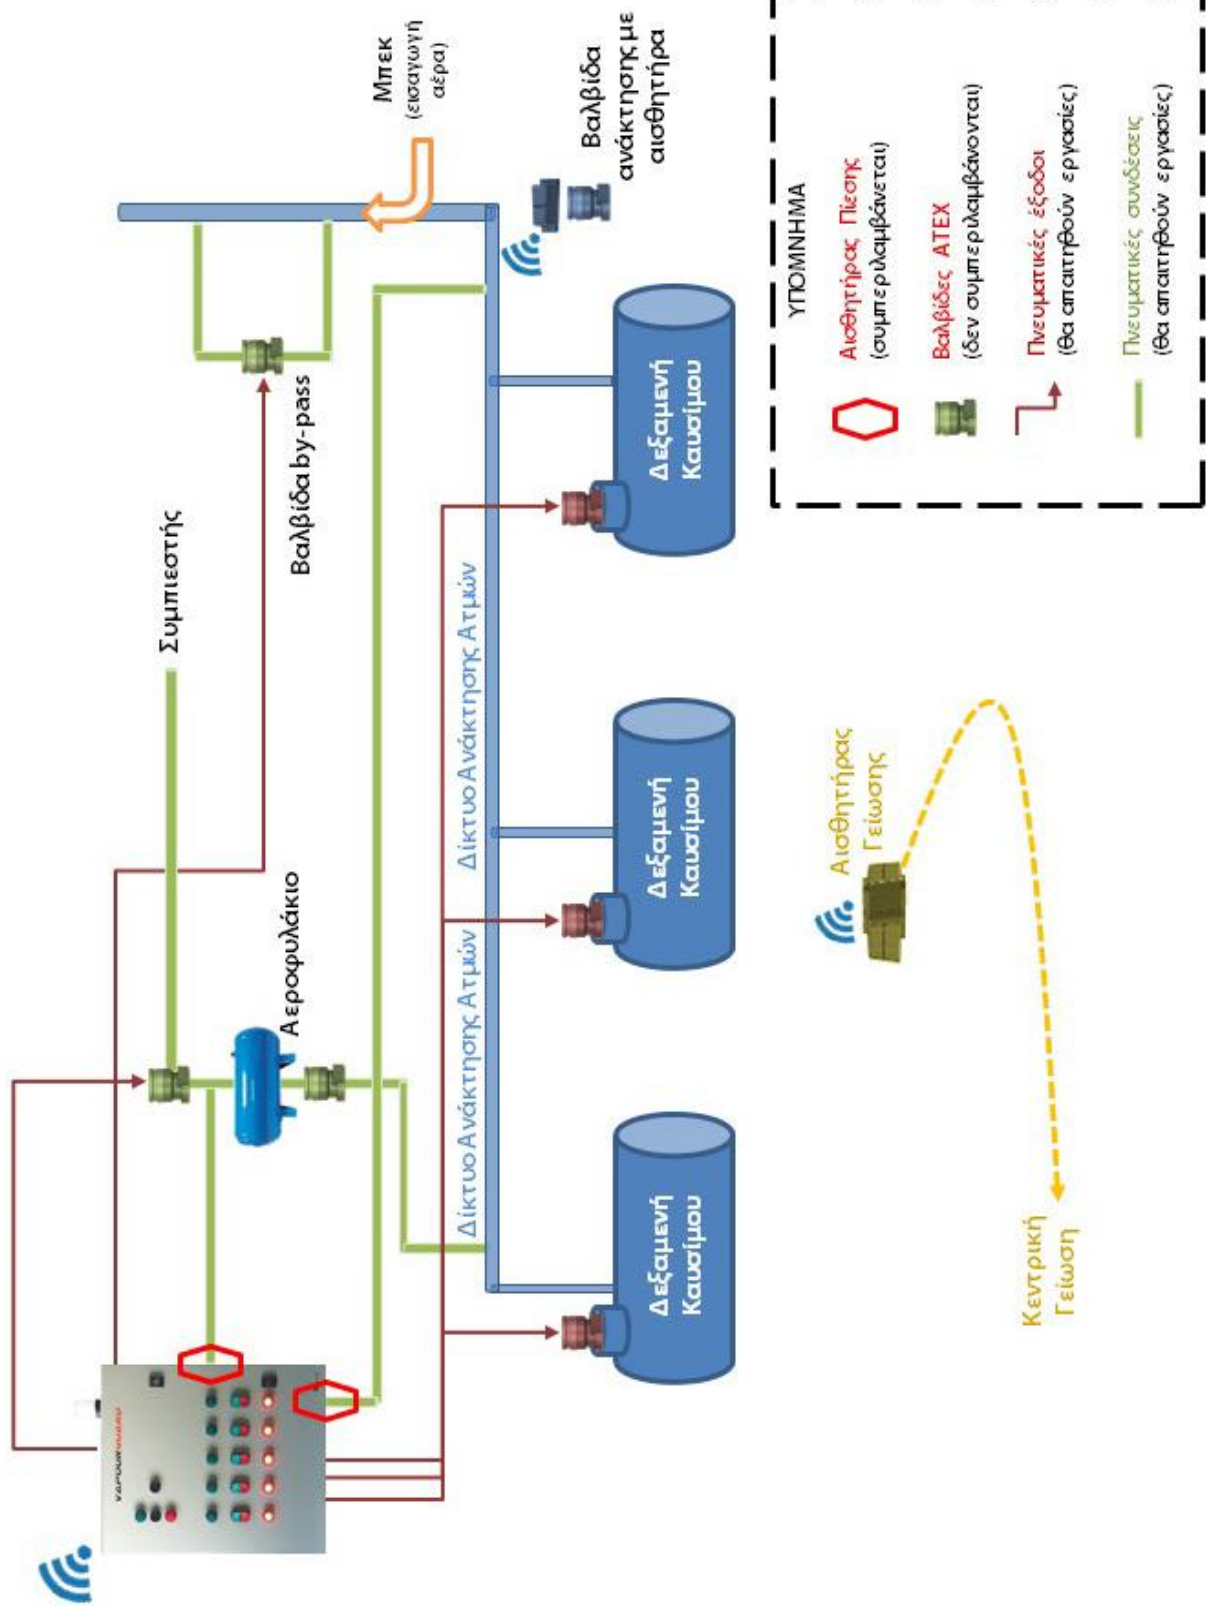 VAPOURGUARD
Συμπιεστής
Αεροφυλάκιο
Βαλβίδα by-pass
Μπεκ
(εισαγωγή
αέρα)
Δίκτυο Ανάκτησης Ατμών
Δίκτυο Ανάκτησης Ατμών
Βαλβίδα
ανάκτησης με
αισθητήρα
Δεξαμενή
Καυσίμου
Δεξαμενή
Καυσίμου
Δεξαμενή
Καυσίμου
Αισθητήρας
Γείωσης
Κεντρική
Γείωση
ΥΠΟΜΝΗΜΑ
Αισθητήρας Πίεσης
(συμπεριλαμβάνεται)
Βαλβίδες ATEX
(δεν συμπεριλαμβάνονται)
Πνευματικές έξοδοι
(θα απαιτηθούν εργασίες)
Πνευματικές συνδέσεις
(θα απαιτηθούν εργασίες)